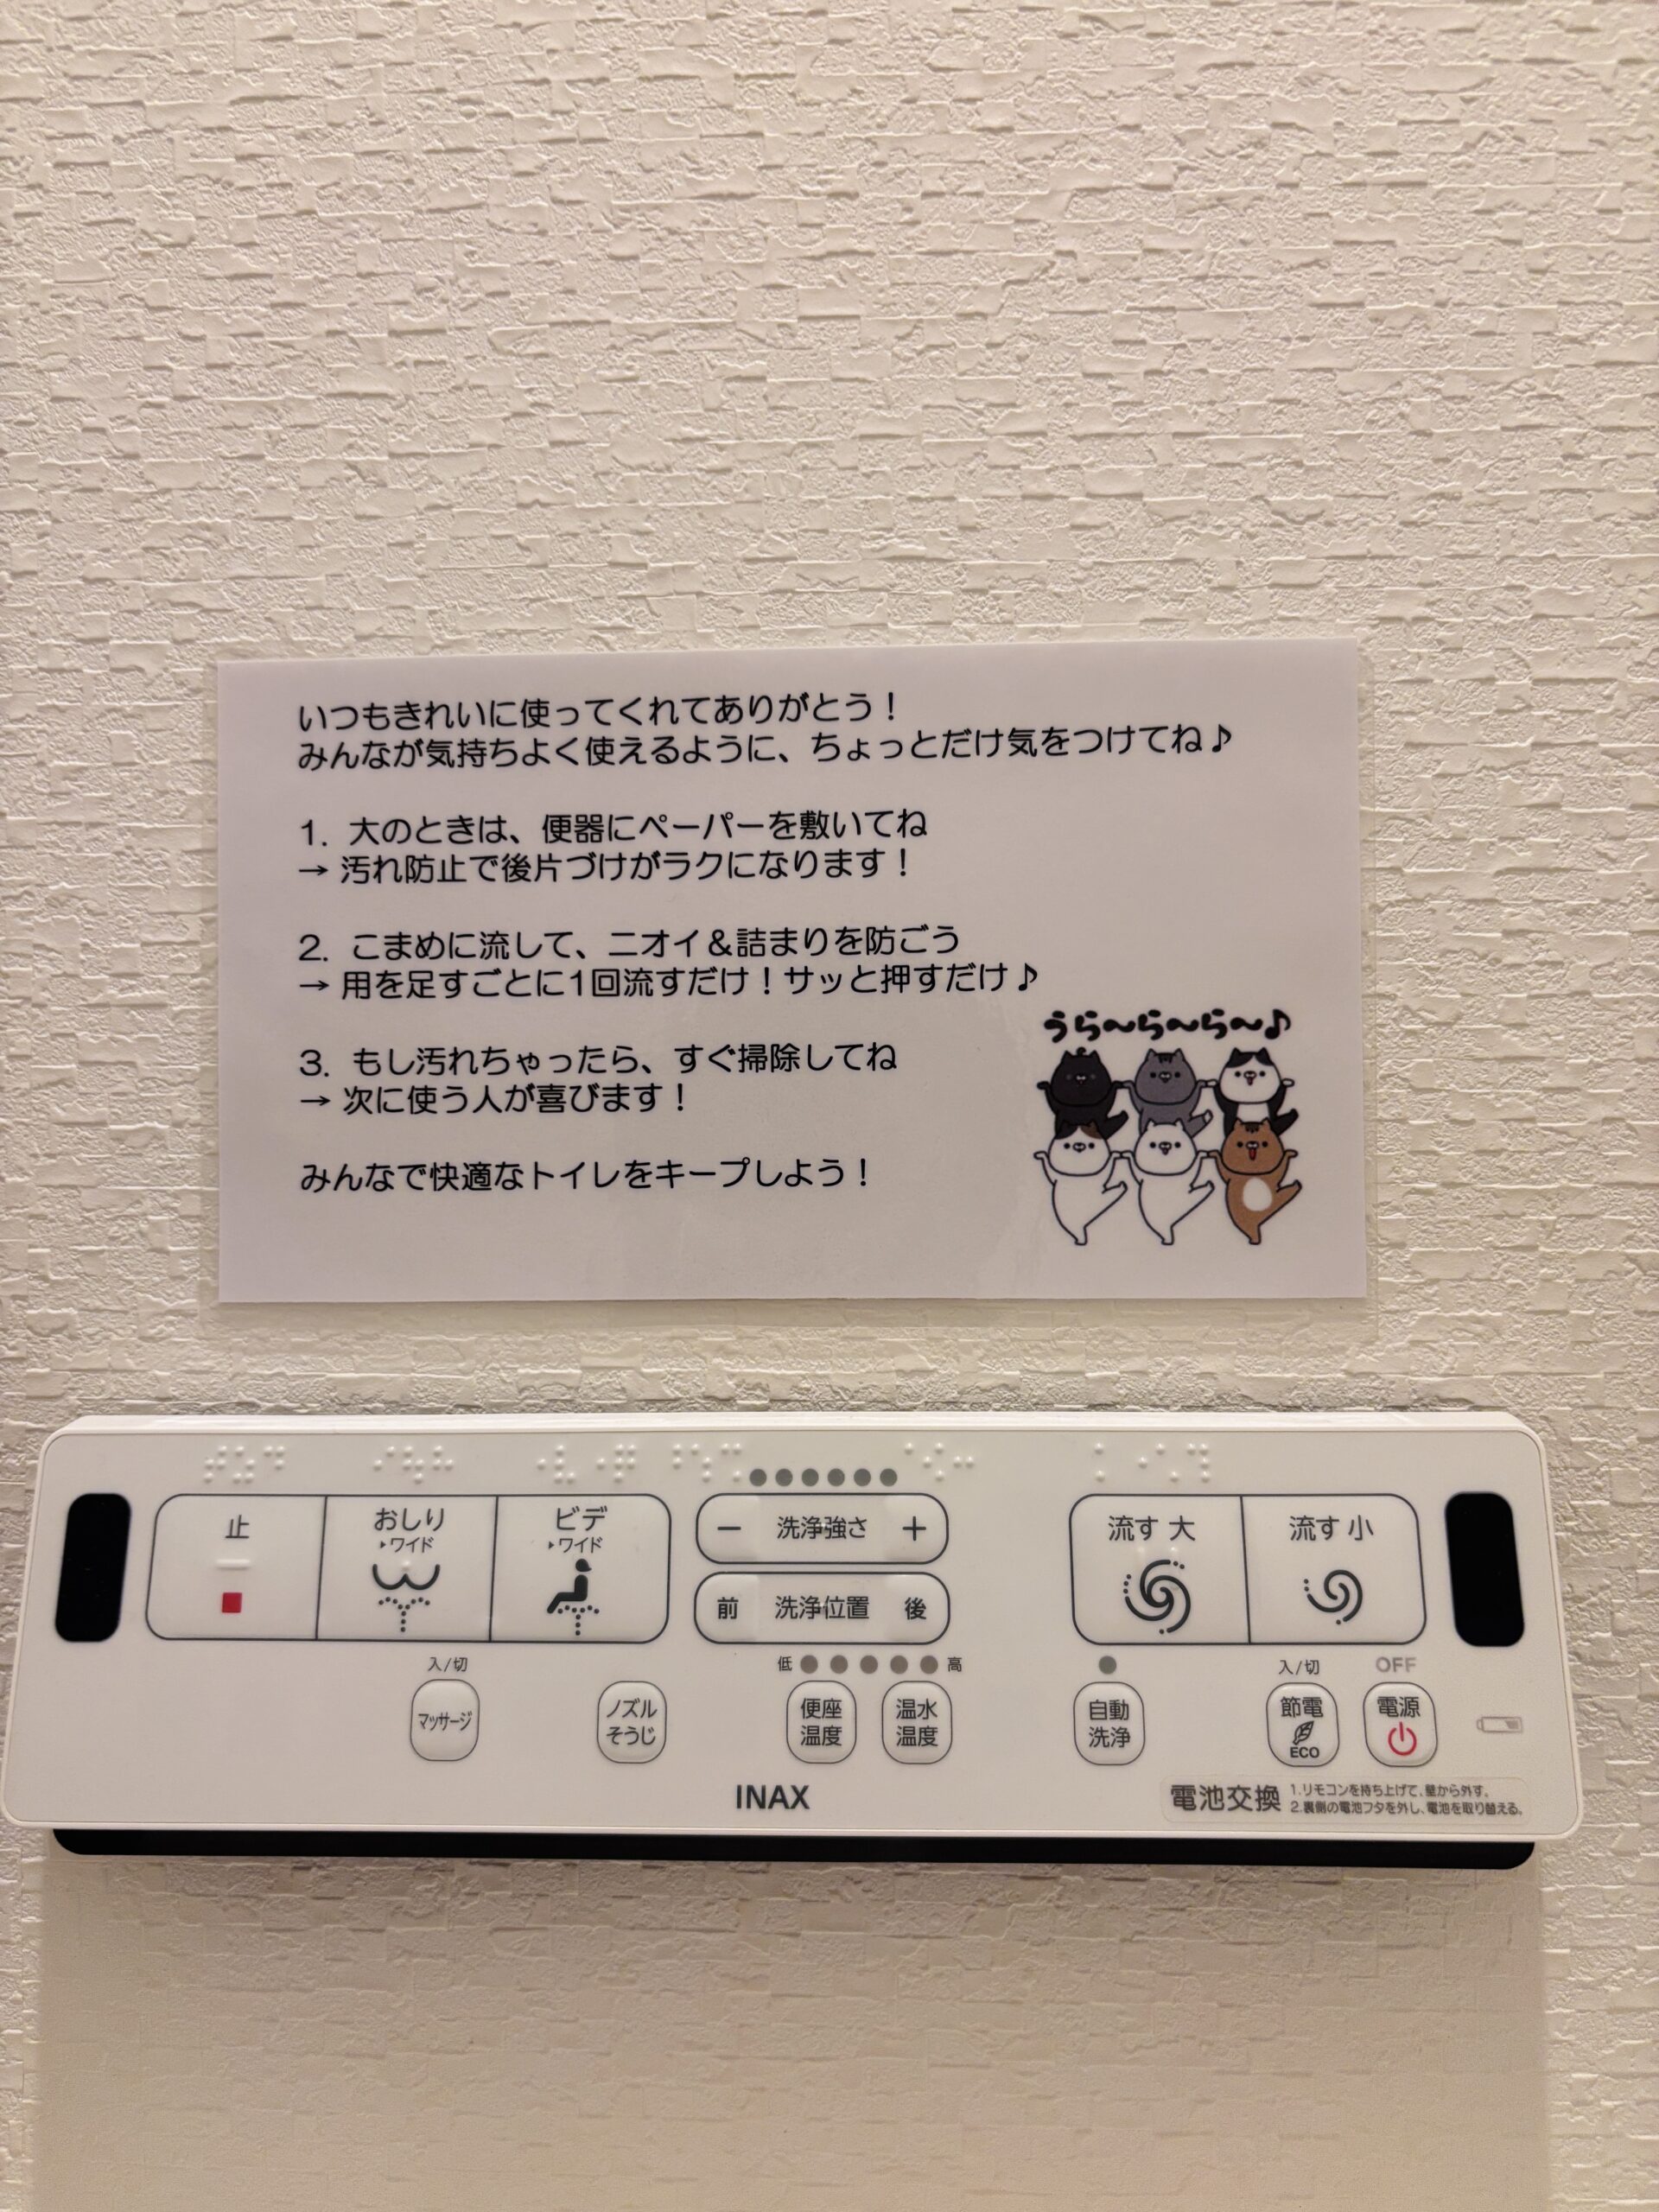 いつもきれいに使ってくれてありがとう！
みんなが気持ちよく使えるように、ちょっとだけ気をつけてね♪
1. 大のときは、便器にペーパーを敷いてね
→ 汚れ防止で後片づけがラクになります！
2. こまめに流して、ニオイ＆詰まりを防ごう
→ 用を足すごとに1回流すだけ！サッと押すだけ♪
3. もし汚れちゃったら、すぐ掃除してね
→ 次に使う人が喜びます！
みんなで快適なトイレをキープしよう！
うら〜ら〜ら〜♪
止
おしり
▸ワイド
ビデ
▸ワイド
− 洗浄強さ ＋
前 洗浄位置 後
流す 大
流す 小
入/切
マッサージ
ノズル
そうじ
低 高
便座
温度
温水
温度
自動
洗浄
入/切
節電
ECO
OFF
電源
INAX
電池交換
1.リモコンを持ち上げて、壁から外す。
2.裏側の電池フタを外し、電池を取り替える。